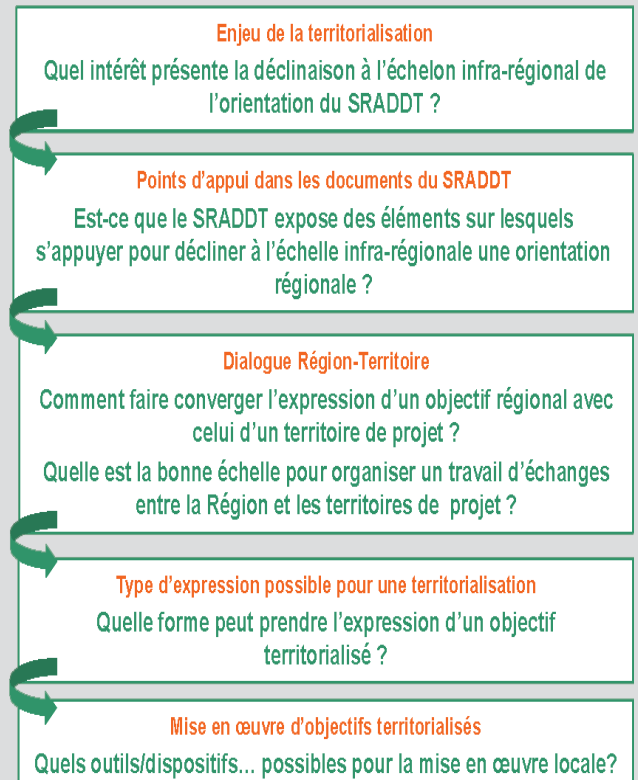 Enjeu de la territorialisation
Quel intérêt présente la déclinaison à l'échelon infra-régional de
l'orientation du SRADDT ?
Points d'appui dans les documents du SRADDT
Est-ce que le SRADDT expose des éléments sur lesquels
s'appuyer pour décliner à l'échelle infra-régionale une orientation
régionale ?
Dialogue Région-Territoire
Comment faire converger l'expression d'un objectif régional avec
celui d'un territoire de projet ?
Quelle est la bonne échelle pour organiser un travail d'échanges
entre la Région et les territoires de projet ?
Type d'expression possible pour une territorialisation
Quelle forme peut prendre l'expression d'un objectif
territorialisé ?
Mise en œuvre d'objectifs territorialisés
Quels outils/dispositifs… possibles pour la mise en œuvre locale?